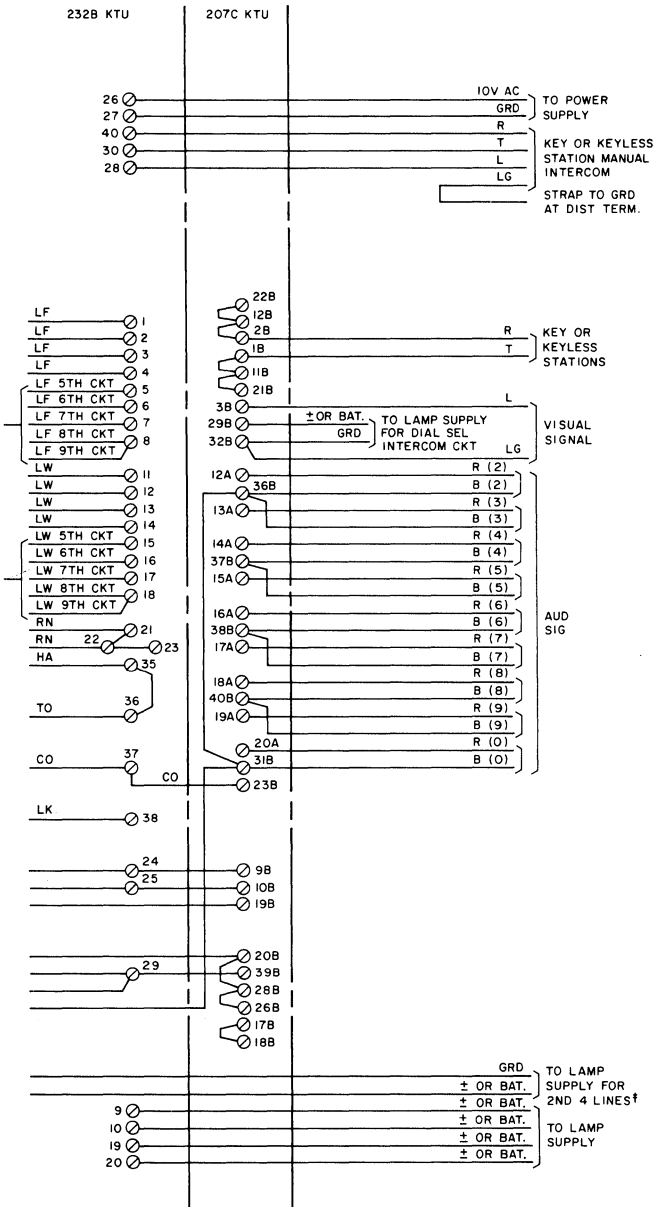 232B KTU 207C KTU
26 10V AC
27 GRD
TO POWER
SUPPLY
40 R
30 T
28 L
LG
KEY OR KEYLESS
STATION MANUAL
INTERCOM
STRAP TO GRD
AT DIST TERM.
22B
LF 1 12B
LF 2 2B R
LF 3 1B T
KEY OR
KEYLESS
STATIONS
LF 4 11B
LF 5TH CKT 5 21B
LF 6TH CKT 6 3B L
LF 7TH CKT 7 29B ± OR BAT.
LF 8TH CKT 8 32B GRD
TO LAMP SUPPLY
FOR DIAL SEL
INTERCOM CKT
LF 9TH CKT LG
VISUAL
SIGNAL
LW 11 12A R (2)
LW 12 36B B (2)
LW 13 13A R (3)
LW 14 B (3)
LW 5TH CKT 15 14A R (4)
LW 6TH CKT 16 37B B (4)
LW 7TH CKT 17 15A R (5)
LW 8TH CKT 18 B (5)
LW 9TH CKT 16A R (6)
RN 21 38B B (6)
RN 22 23 17A R (7)
HA 35 B (7)
18A R (8)
TO 36 40B B (8)
19A R (9)
B (9)
20A R (0)
CO 37 31B B (0)
AUD
SIG
CO 23B
LK 38
24 9B
25 10B
19B
20B
29 39B
28B
26B
17B
18B
GRD
± OR BAT.
TO LAMP
SUPPLY FOR
2ND 4 LINES‡
9 ± OR BAT.
10 ± OR BAT.
19 ± OR BAT.
20 ± OR BAT.
TO LAMP
SUPPLY